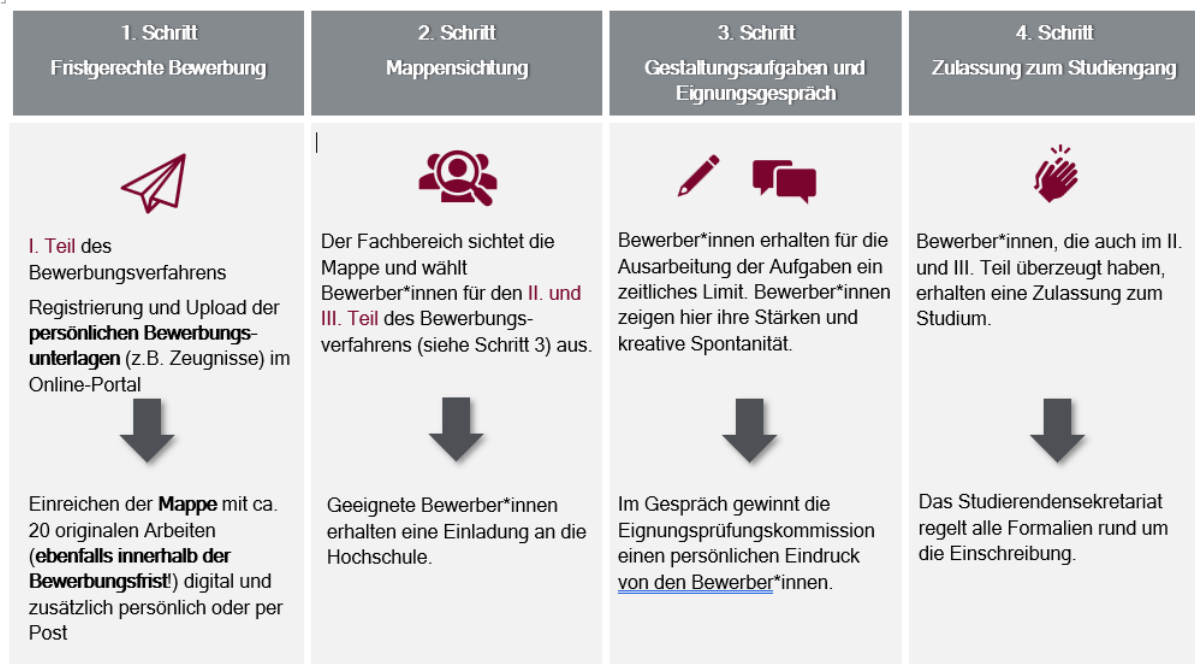 1. Schritt
Fristgerechte Bewerbung
I. Teil des
Bewerbungsverfahrens
Registrierung und Upload der
persönlichen Bewerbungs-
unterlagen (z.B. Zeugnisse) im
Online-Portal
Einreichen der Mappe mit ca.
20 originalen Arbeiten
(ebenfalls innerhalb der
Bewerbungsfrist!) digital und
zusätzlich persönlich oder per
Post
2. Schritt
Mappensichtung
Der Fachbereich sichtet die
Mappe und wählt
Bewerber*innen für den II. und
III. Teil des Bewerbungs-
verfahrens (siehe Schritt 3) aus.
Geeignete Bewerber*innen
erhalten eine Einladung an die
Hochschule.
3. Schritt
Gestaltungsaufgaben und
Eignungsgespräch
Bewerber*innen erhalten für die
Ausarbeitung der Aufgaben ein
zeitliches Limit. Bewerber*innen
zeigen hier ihre Stärken und
kreative Spontanität.
Im Gespräch gewinnt die
Eignungsprüfungskommission
einen persönlichen Eindruck
von den Bewerber*innen.
4. Schritt
Zulassung zum Studiengang
Bewerber*innen, die auch im II.
und III. Teil überzeugt haben,
erhalten eine Zulassung zum
Studium.
Das Studierendensekretariat
regelt alle Formalien rund um
die Einschreibung.